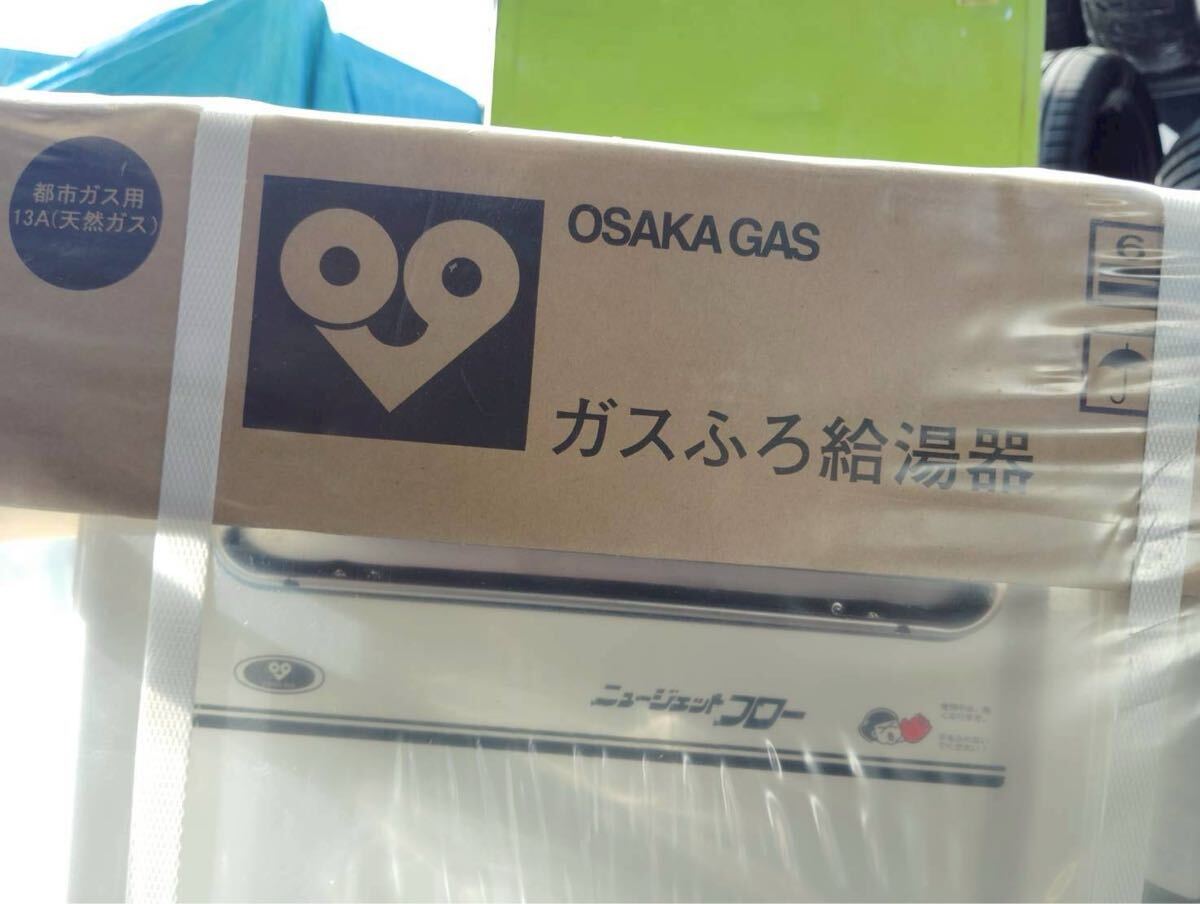 都市ガス用
13A(天然ガス)
OSAKA GAS
6
ガスふろ給湯器
ニュージェットフロー